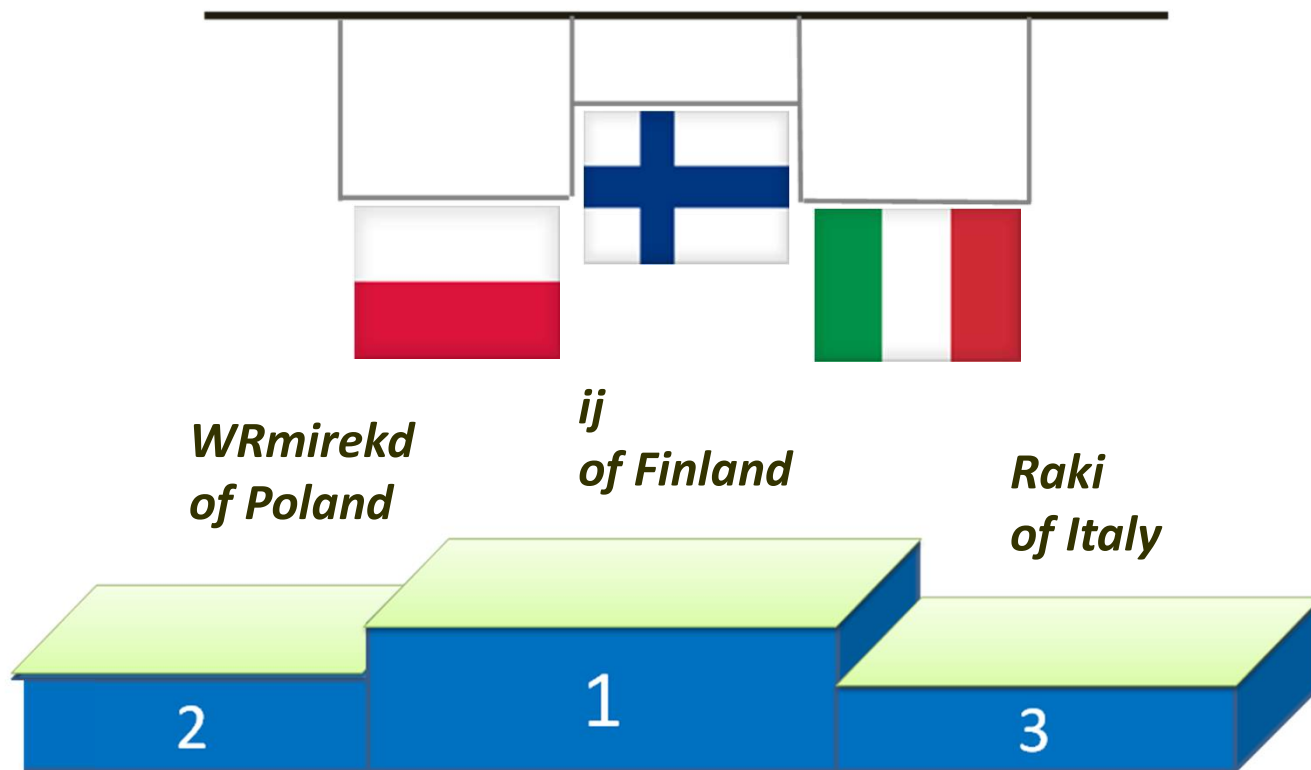 WRmirekd
of Poland
ij
of Finland
Raki
of Italy
2
1
3